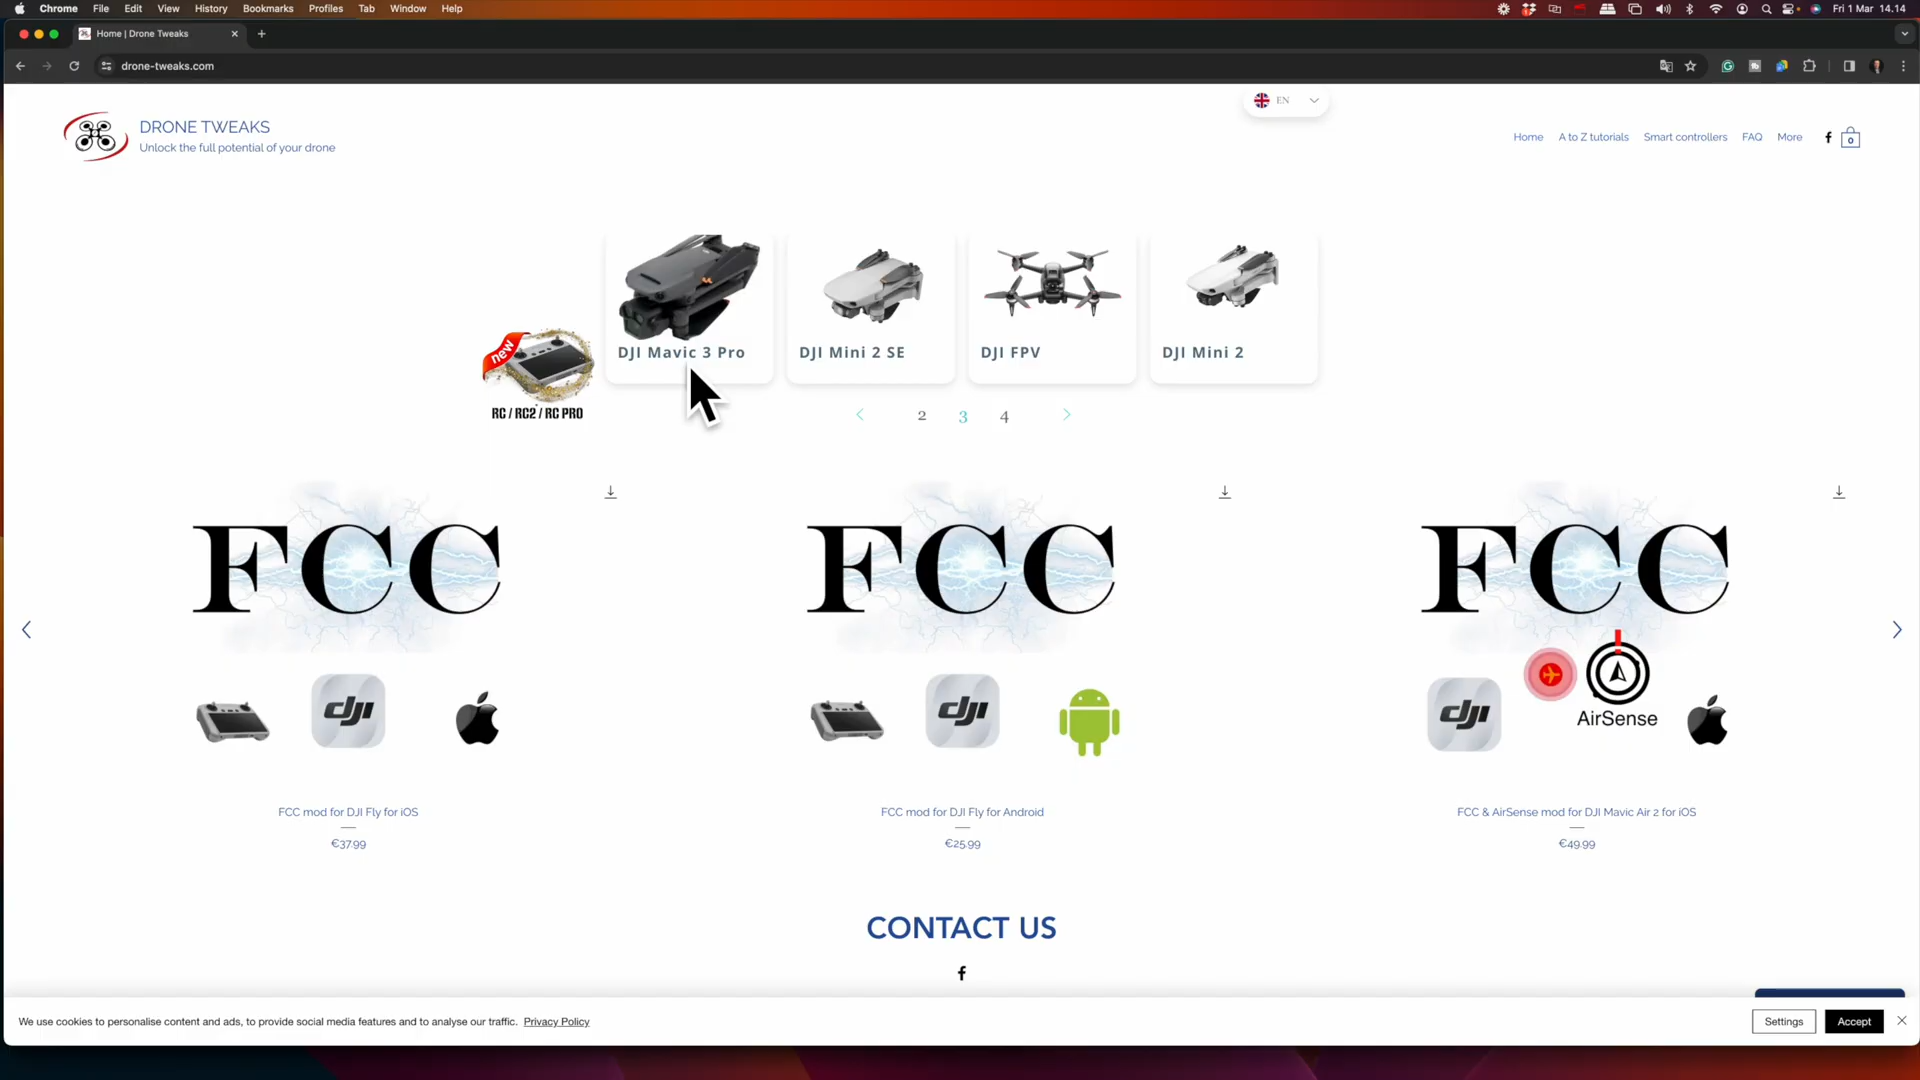 Chrome File Edit View History Bookmarks Profiles Tab Window Help Fri 1 Mar 14.14
Home | Drone Tweaks
drone-tweaks.com
EN
DRONE TWEAKS
Unlock the full potential of your drone
Home A to Z tutorials Smart controllers FAQ More 0
new
RC / RC2 / RC PRO
DJI Mavic 3 Pro DJI Mini 2 SE DJI FPV DJI Mini 2
2 3 4
FCC FCC FCC
dji dji dji
AirSense
FCC mod for DJI Fly for iOS
€37.99
FCC mod for DJI Fly for Android
€25.99
FCC & AirSense mod for DJI Mavic Air 2 for iOS
€49.99
CONTACT US
We use cookies to personalise content and ads, to provide social media features and to analyse our traffic. Privacy Policy
Settings Accept